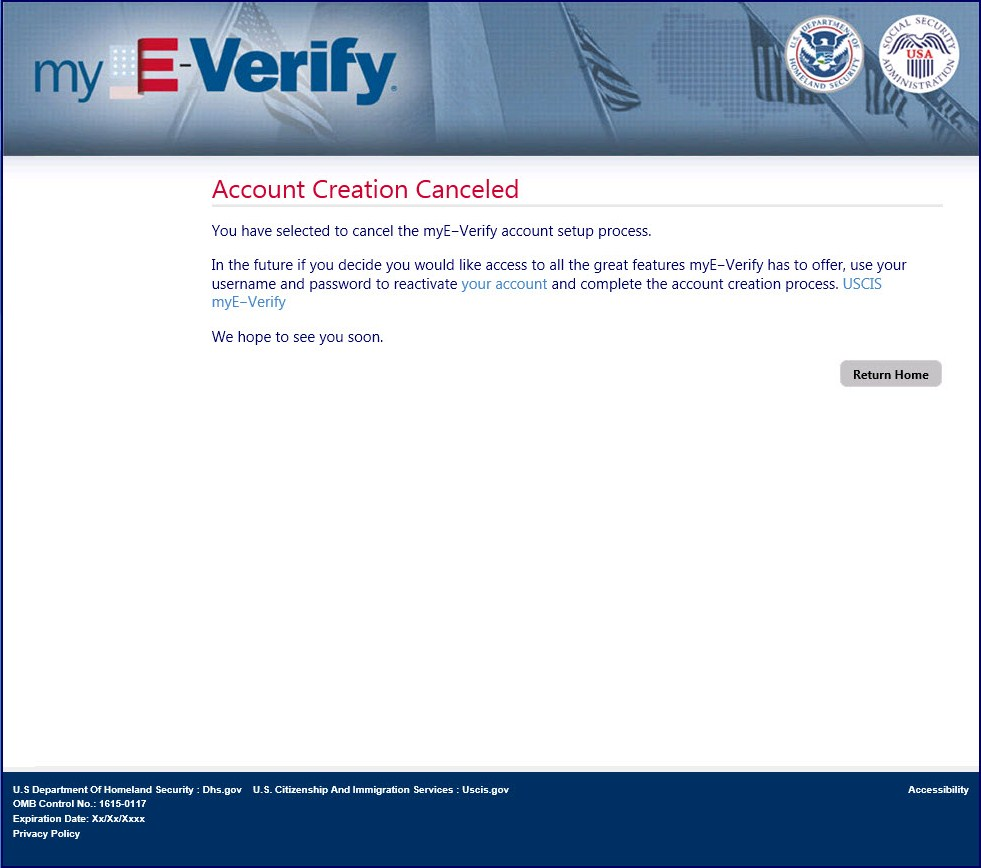 my E-Verify®
U.S. DEPARTMENT OF HOMELAND SECURITY
SOCIAL SECURITY ADMINISTRATION
USA
Account Creation Canceled
You have selected to cancel the myE–Verify account setup process.
In the future if you decide you would like access to all the great features myE–Verify has to offer, use your
username and password to reactivate your account and complete the account creation process. USCIS
myE–Verify
We hope to see you soon.
Return Home
U.S Department Of Homeland Security : Dhs.gov U.S. Citizenship And Immigration Services : Uscis.gov
Accessibility
OMB Control No.: 1615-0117
Expiration Date: Xx/Xx/Xxxx
Privacy Policy